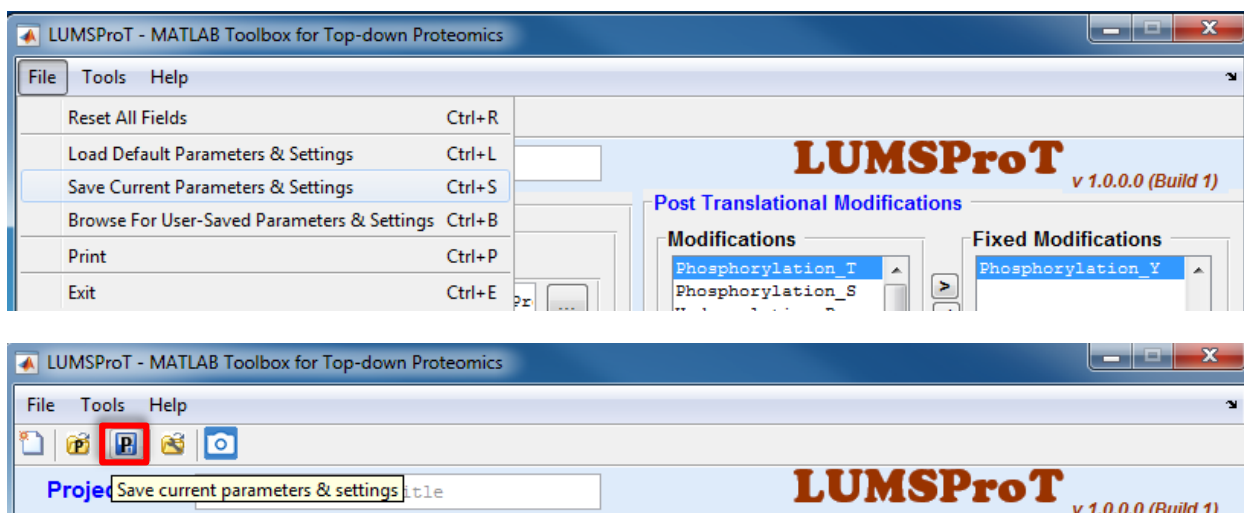 LUMSProT - MATLAB Toolbox for Top-down Proteomics
File Tools Help
Reset All Fields Ctrl+R
Load Default Parameters & Settings Ctrl+L
Save Current Parameters & Settings Ctrl+S
Browse For User-Saved Parameters & Settings Ctrl+B
Print Ctrl+P
Exit Ctrl+E
LUMSProT
v 1.0.0.0 (Build 1)
Post Translational Modifications
Modifications Fixed Modifications
Phosphorylation_T > Phosphorylation_Y
Phosphorylation_S
Pr ...
LUMSProT - MATLAB Toolbox for Top-down Proteomics
File Tools Help
P P
Projec Save current parameters & settings itle
LUMSProT
v 1.0.0.0 (Build 1)